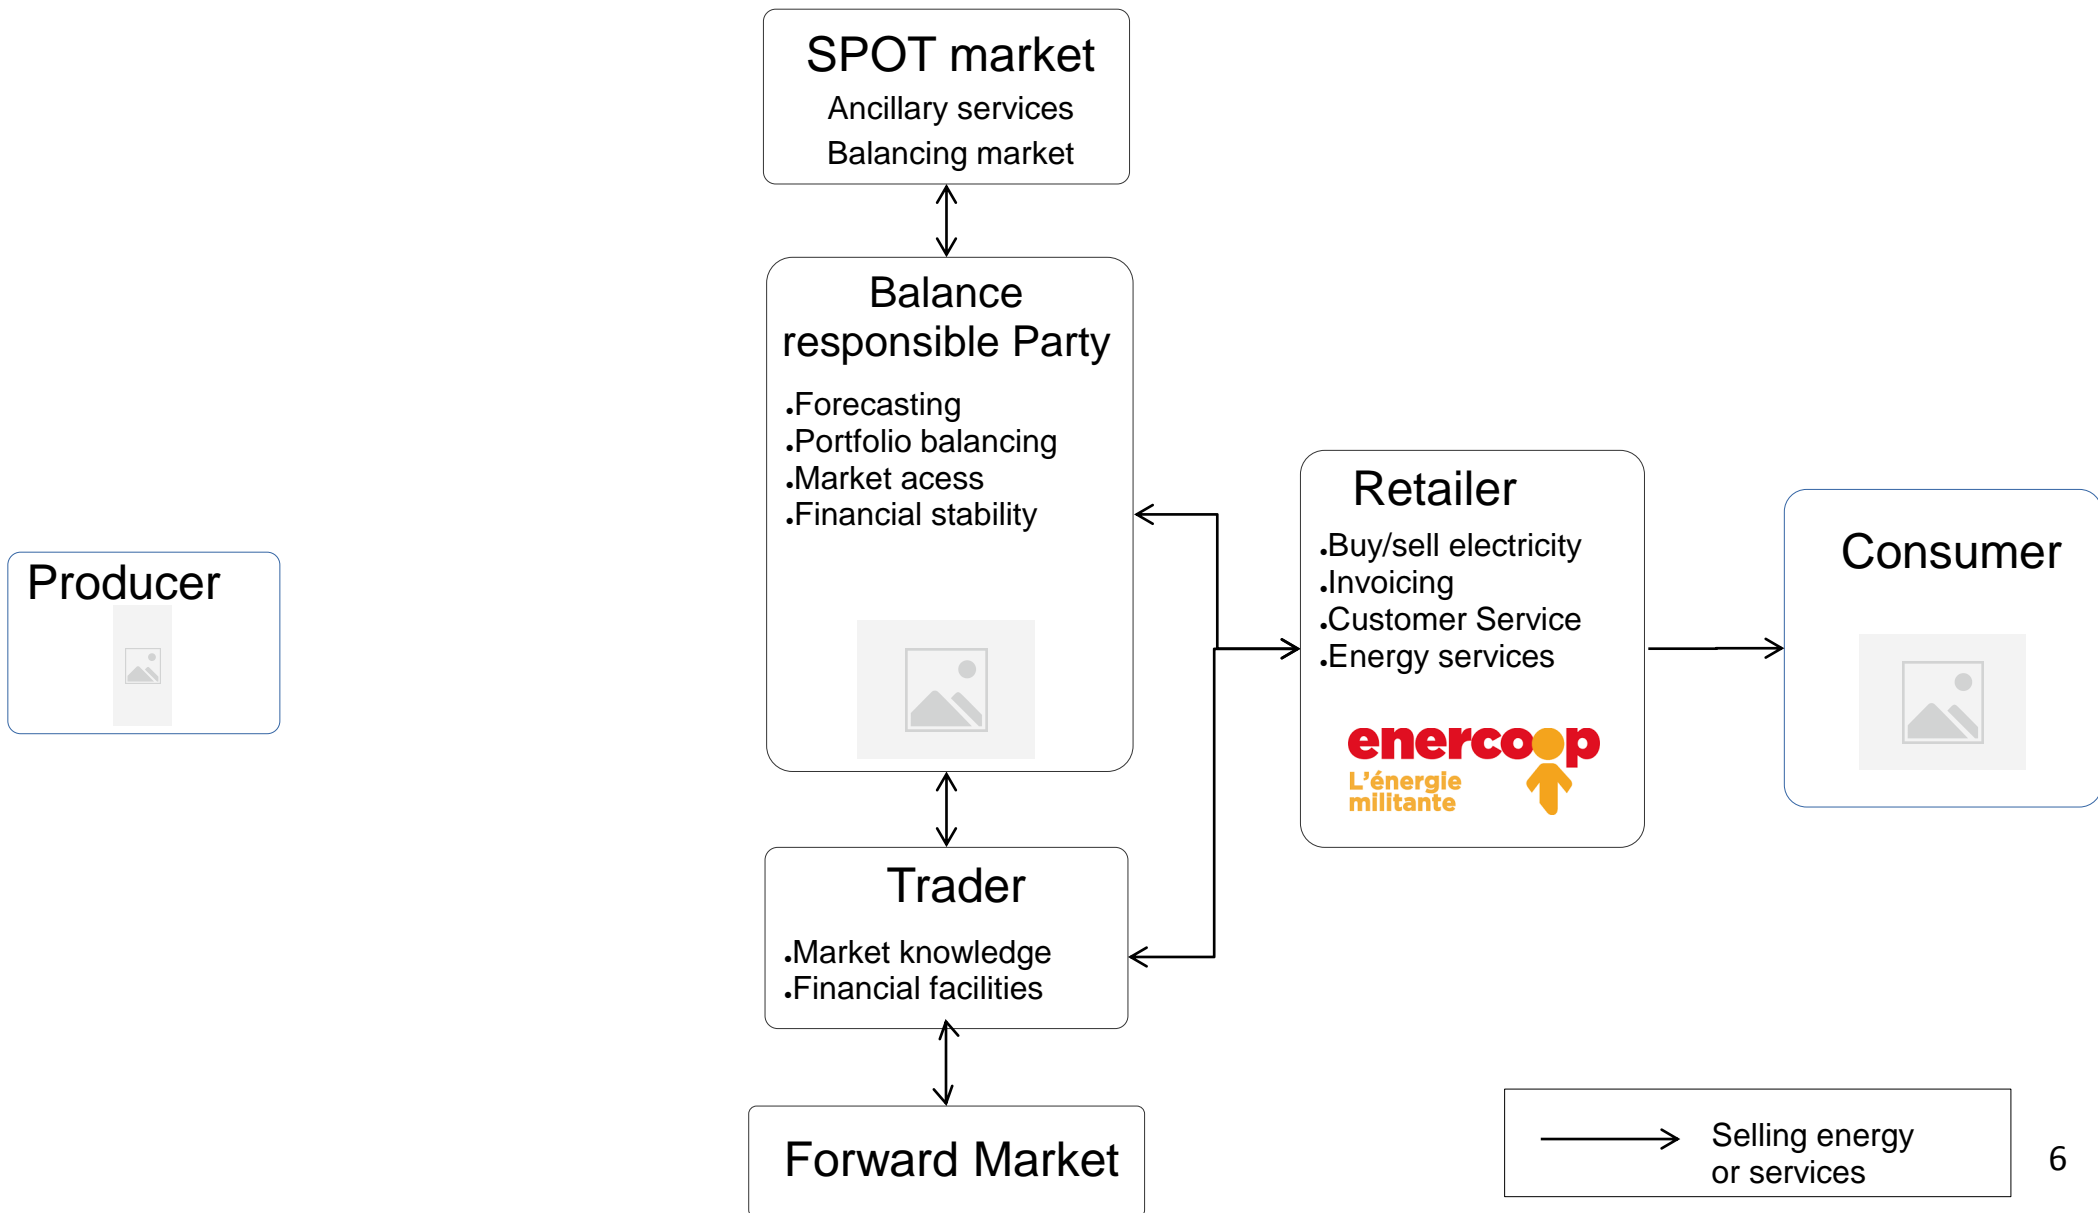 SPOT market
Ancillary services
Balancing market
Balance
responsible Party
•Forecasting
•Portfolio balancing
•Market acess
•Financial stability
Producer
Retailer
•Buy/sell electricity
•Invoicing
•Customer Service
•Energy services
enercoop
L'énergie
militante
Consumer
Trader
•Market knowledge
•Financial facilities
Forward Market
Selling energy
or services
6